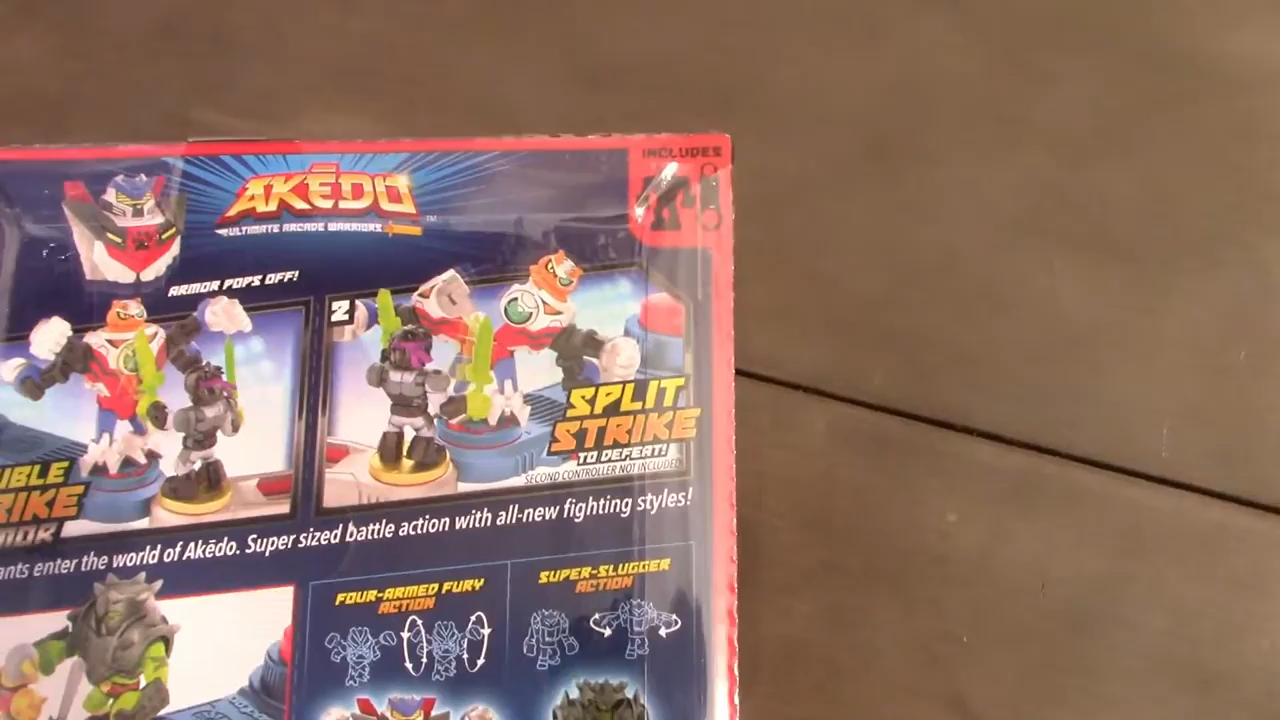 INCLUDES
AKĒDO™
ULTIMATE ARCADE WARRIORS
ARMOR POPS OFF!
2
SPLIT
STRIKE
TO DEFEAT!
SECOND CONTROLLER NOT INCLUDED
UBLE
RIKE
MOR
ants enter the world of Akēdo. Super sized battle action with all-new fighting styles!
FOUR-ARMED FURY
ACTION
SUPER-SLUGGER
ACTION